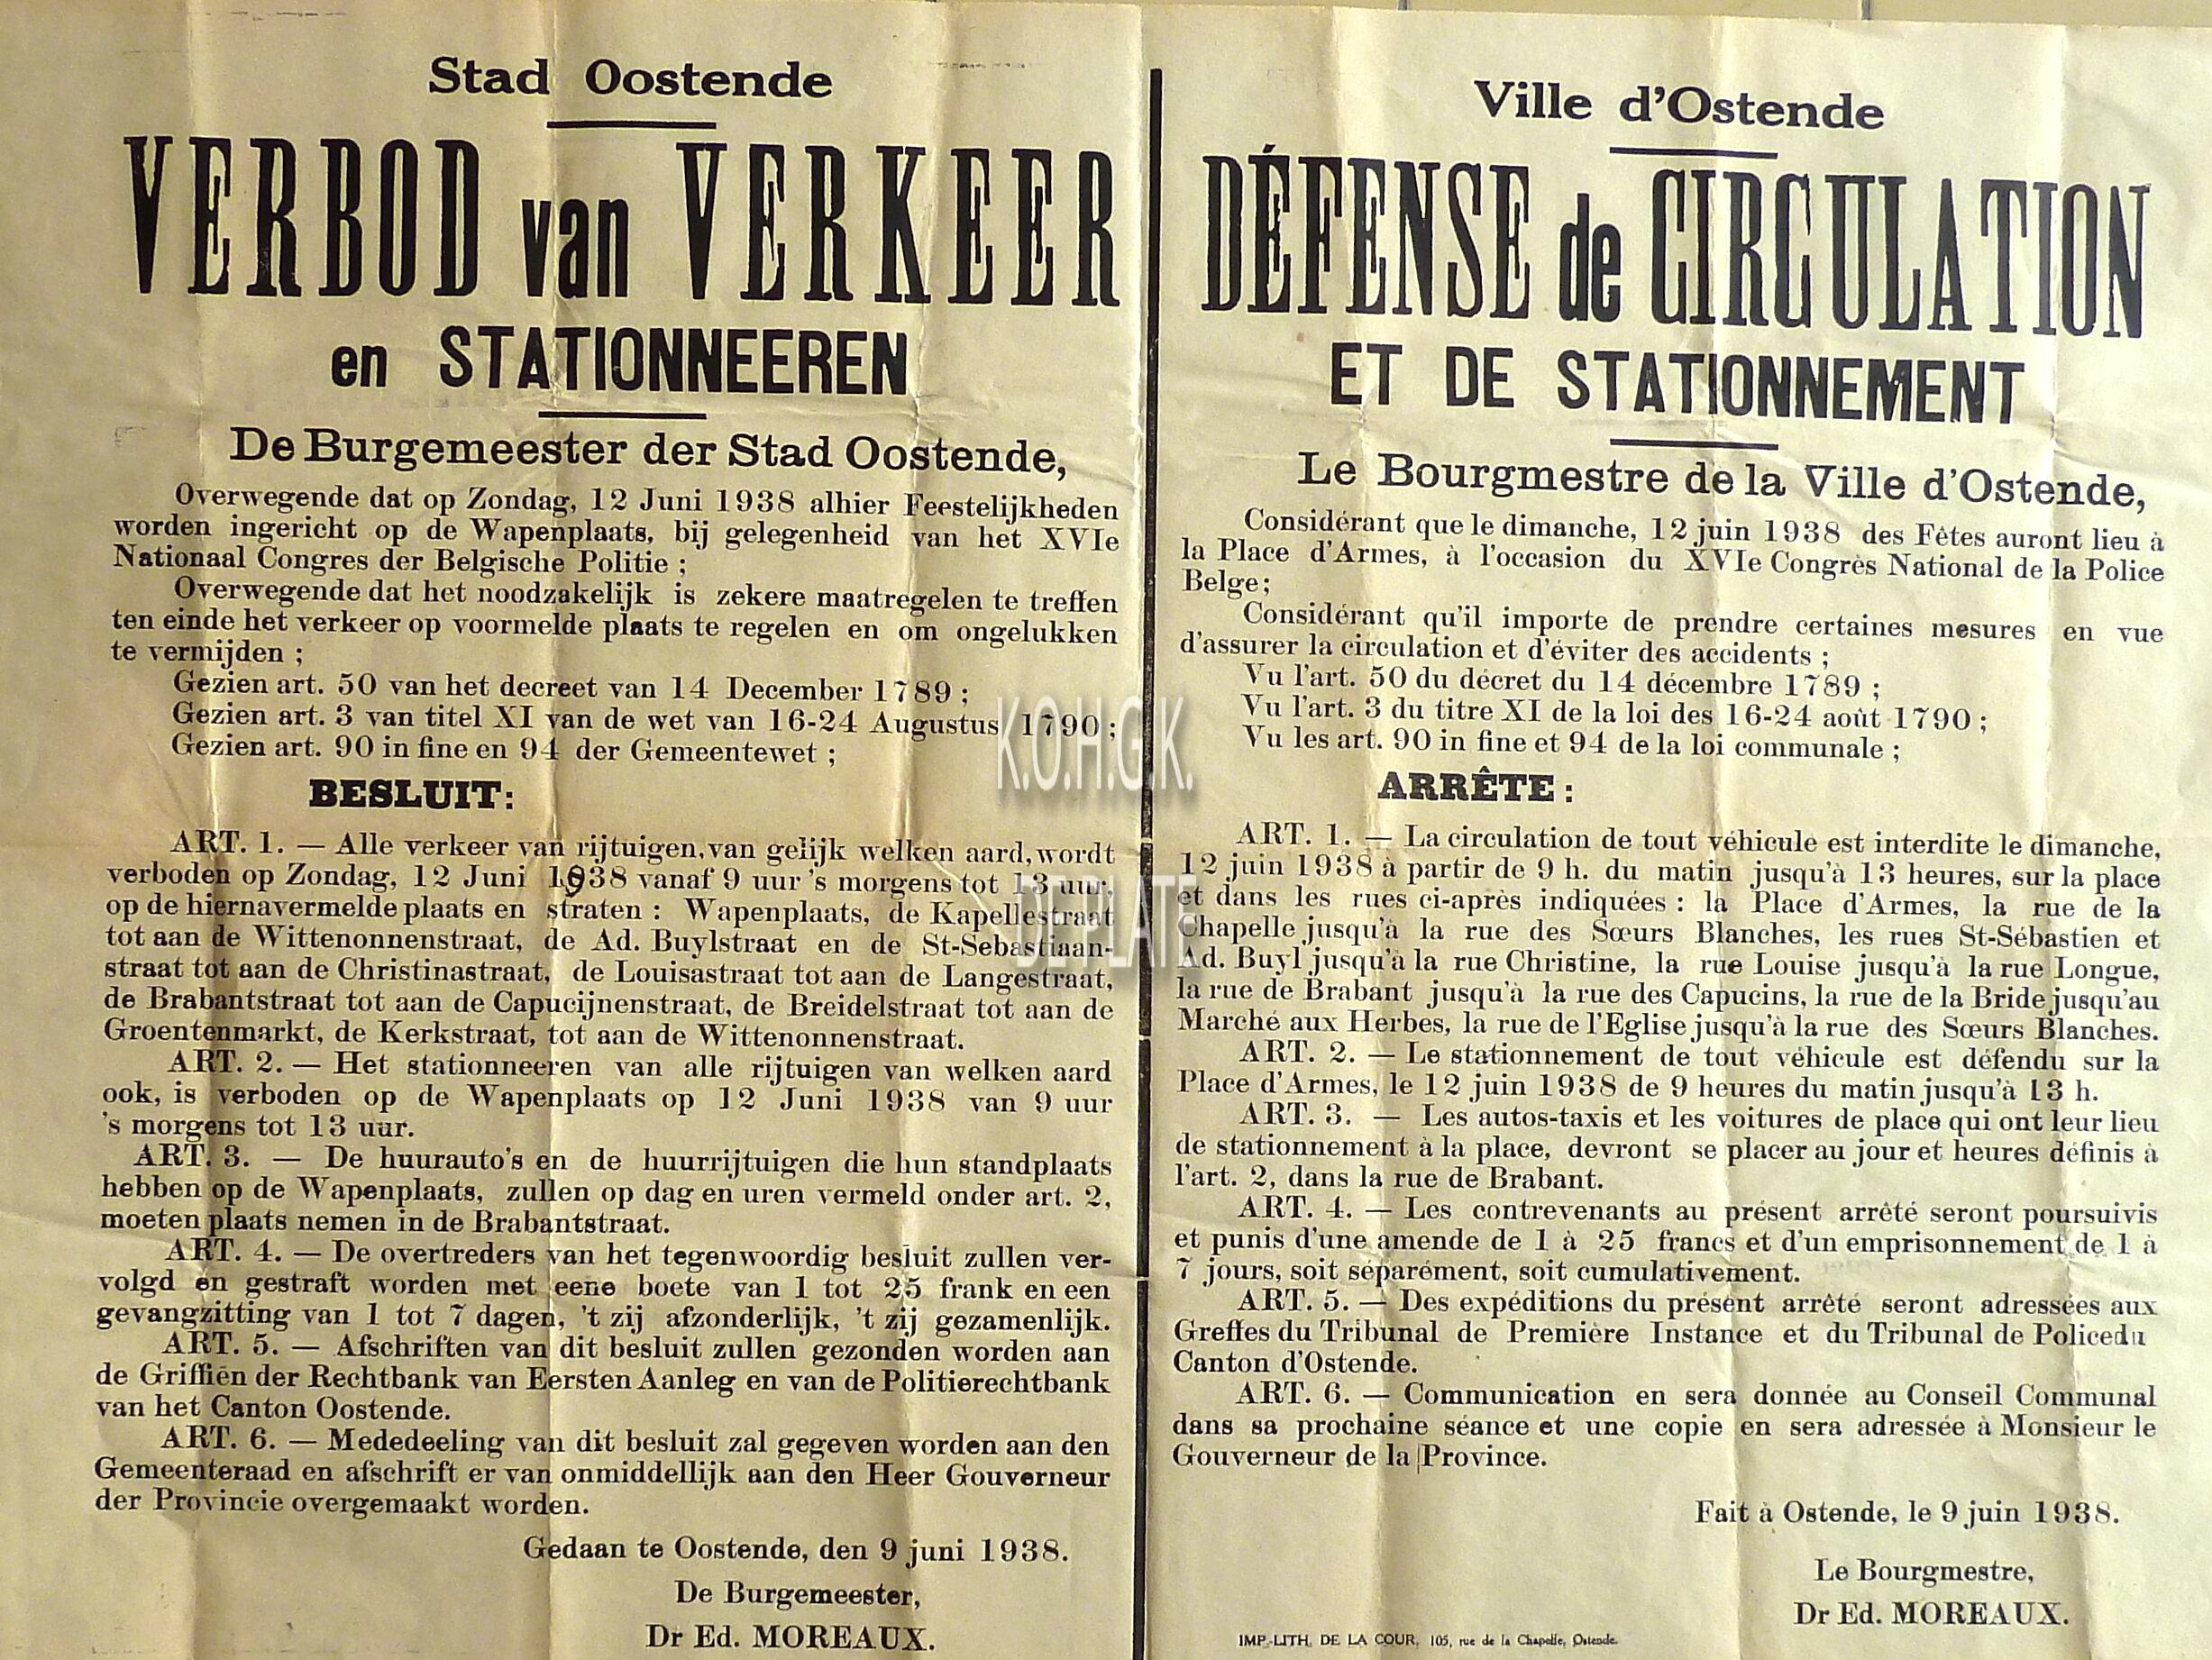 Stad Oostende
VERBOD van VERKEER
en STATIONNEEREN
De Burgemeester der Stad Oostende,
Overwegende dat op Zondag, 12 Juni 1938 alhier Feestelijkheden
worden ingericht op de Wapenplaats, bij gelegenheid van het XVIe
Nationaal Congres der Belgische Politie ;
Overwegende dat het noodzakelijk is zekere maatregelen te treffen
ten einde het verkeer op voormelde plaats te regelen en om ongelukken
te vermijden ;
Gezien art. 50 van het decreet van 14 December 1789 ;
Gezien art. 3 van titel XI van de wet van 16-24 Augustus 1790 ;
Gezien art. 90 in fine en 94 der Gemeentewet ;
BESLUIT:
ART. 1. — Alle verkeer van rijtuigen, van gelijk welken aard, wordt
verboden op Zondag, 12 Juni 1938 vanaf 9 uur 's morgens tot 13 uur,
op de hiernavermelde plaats en straten : Wapenplaats, de Kapellestraat
tot aan de Wittenonnenstraat, de Ad. Buylstraat en de St-Sebastiaan-
straat tot aan de Christinastraat, de Louisastraat tot aan de Langestraat,
de Brabantstraat tot aan de Capucijnenstraat, de Breidelstraat tot aan de
Groentenmarkt, de Kerkstraat, tot aan de Wittenonnenstraat.
ART. 2. — Het stationneeren van alle rijtuigen van welken aard
ook, is verboden op de Wapenplaats op 12 Juni 1938 van 9 uur
's morgens tot 13 uur.
ART. 3. — De huurauto's en de huurrijtuigen die hun standplaats
hebben op de Wapenplaats, zullen op dag en uren vermeld onder art. 2,
moeten plaats nemen in de Brabantstraat.
ART. 4. — De overtreders van het tegenwoordig besluit zullen ver-
volgd en gestraft worden met eene boete van 1 tot 25 frank en een
gevangzitting van 1 tot 7 dagen, 't zij afzonderlijk, 't zij gezamenlijk.
ART. 5. — Afschriften van dit besluit zullen gezonden worden aan
de Griffiën der Rechtbank van Eersten Aanleg en van de Politierechtbank
van het Canton Oostende.
ART. 6. — Mededeeling van dit besluit zal gegeven worden aan den
Gemeenteraad en afschrift er van onmiddellijk aan den Heer Gouverneur
der Provincie overgemaakt worden.
Gedaan te Oostende, den 9 juni 1938.
De Burgemeester,
Dr Ed. MOREAUX.
Ville d'Ostende
DÉFENSE de CIRCULATION
ET DE STATIONNEMENT
Le Bourgmestre de la Ville d'Ostende,
Considérant que le dimanche, 12 juin 1938 des Fêtes auront lieu à
la Place d'Armes, à l'occasion du XVIe Congrès National de la Police
Belge;
Considérant qu'il importe de prendre certaines mesures en vue
d'assurer la circulation et d'éviter des accidents ;
Vu l'art. 50 du décret du 14 décembre 1789 ;
Vu l'art. 3 du titre XI de la loi des 16-24 août 1790 ;
Vu les art. 90 in fine et 94 de la loi communale ;
ARRÊTE :
ART. 1. — La circulation de tout véhicule est interdite le dimanche,
12 juin 1938 à partir de 9 h. du matin jusqu'à 13 heures, sur la place
et dans les rues ci-après indiquées : la Place d'Armes, la rue de la
Chapelle jusqu'à la rue des Sœurs Blanches, les rues St-Sébastien et
Ad. Buyl jusqu'à la rue Christine, la rue Louise jusqu'à la rue Longue,
la rue de Brabant jusqu'à la rue des Capucins, la rue de la Bride jusqu'au
Marché aux Herbes, la rue de l'Eglise jusqu'à la rue des Sœurs Blanches.
ART. 2. — Le stationnement de tout véhicule est défendu sur la
Place d'Armes, le 12 juin 1938 de 9 heures du matin jusqu'à 13 h.
ART. 3. — Les autos-taxis et les voitures de place qui ont leur lieu
de stationnement à la place, devront se placer au jour et heures définis à
l'art. 2, dans la rue de Brabant.
ART. 4. — Les contrevenants au présent arrêté seront poursuivis
et punis d'une amende de 1 à 25 francs et d'un emprisonnement de 1 à
7 jours, soit séparément, soit cumulativement.
ART. 5. — Des expéditions du présent arrêté seront adressées aux
Greffes du Tribunal de Première Instance et du Tribunal de Police du
Canton d'Ostende.
ART. 6. — Communication en sera donnée au Conseil Communal
dans sa prochaine séance et une copie en sera adressée à Monsieur le
Gouverneur de la Province.
Fait à Ostende, le 9 juin 1938.
Le Bourgmestre,
Dr Ed. MOREAUX.
IMP.-LITH. DE LA COUR, 105, rue de la Chapelle, Ostende.
K.O.H.G.K.
DE PLATE